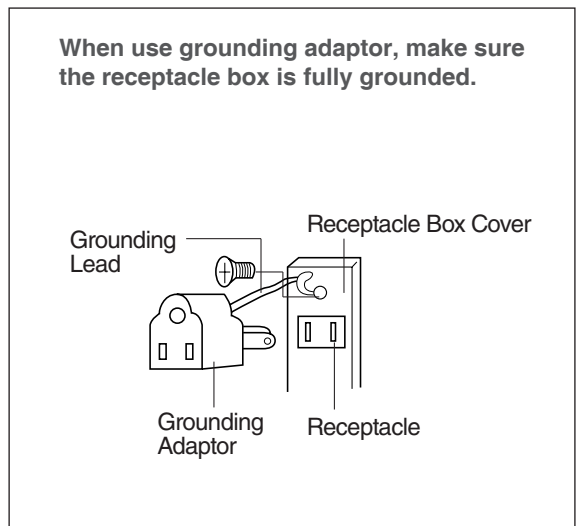 When use grounding adaptor, make sure
the receptacle box is fully grounded.
Receptacle Box Cover
Grounding
Lead
Grounding
Adaptor
Receptacle